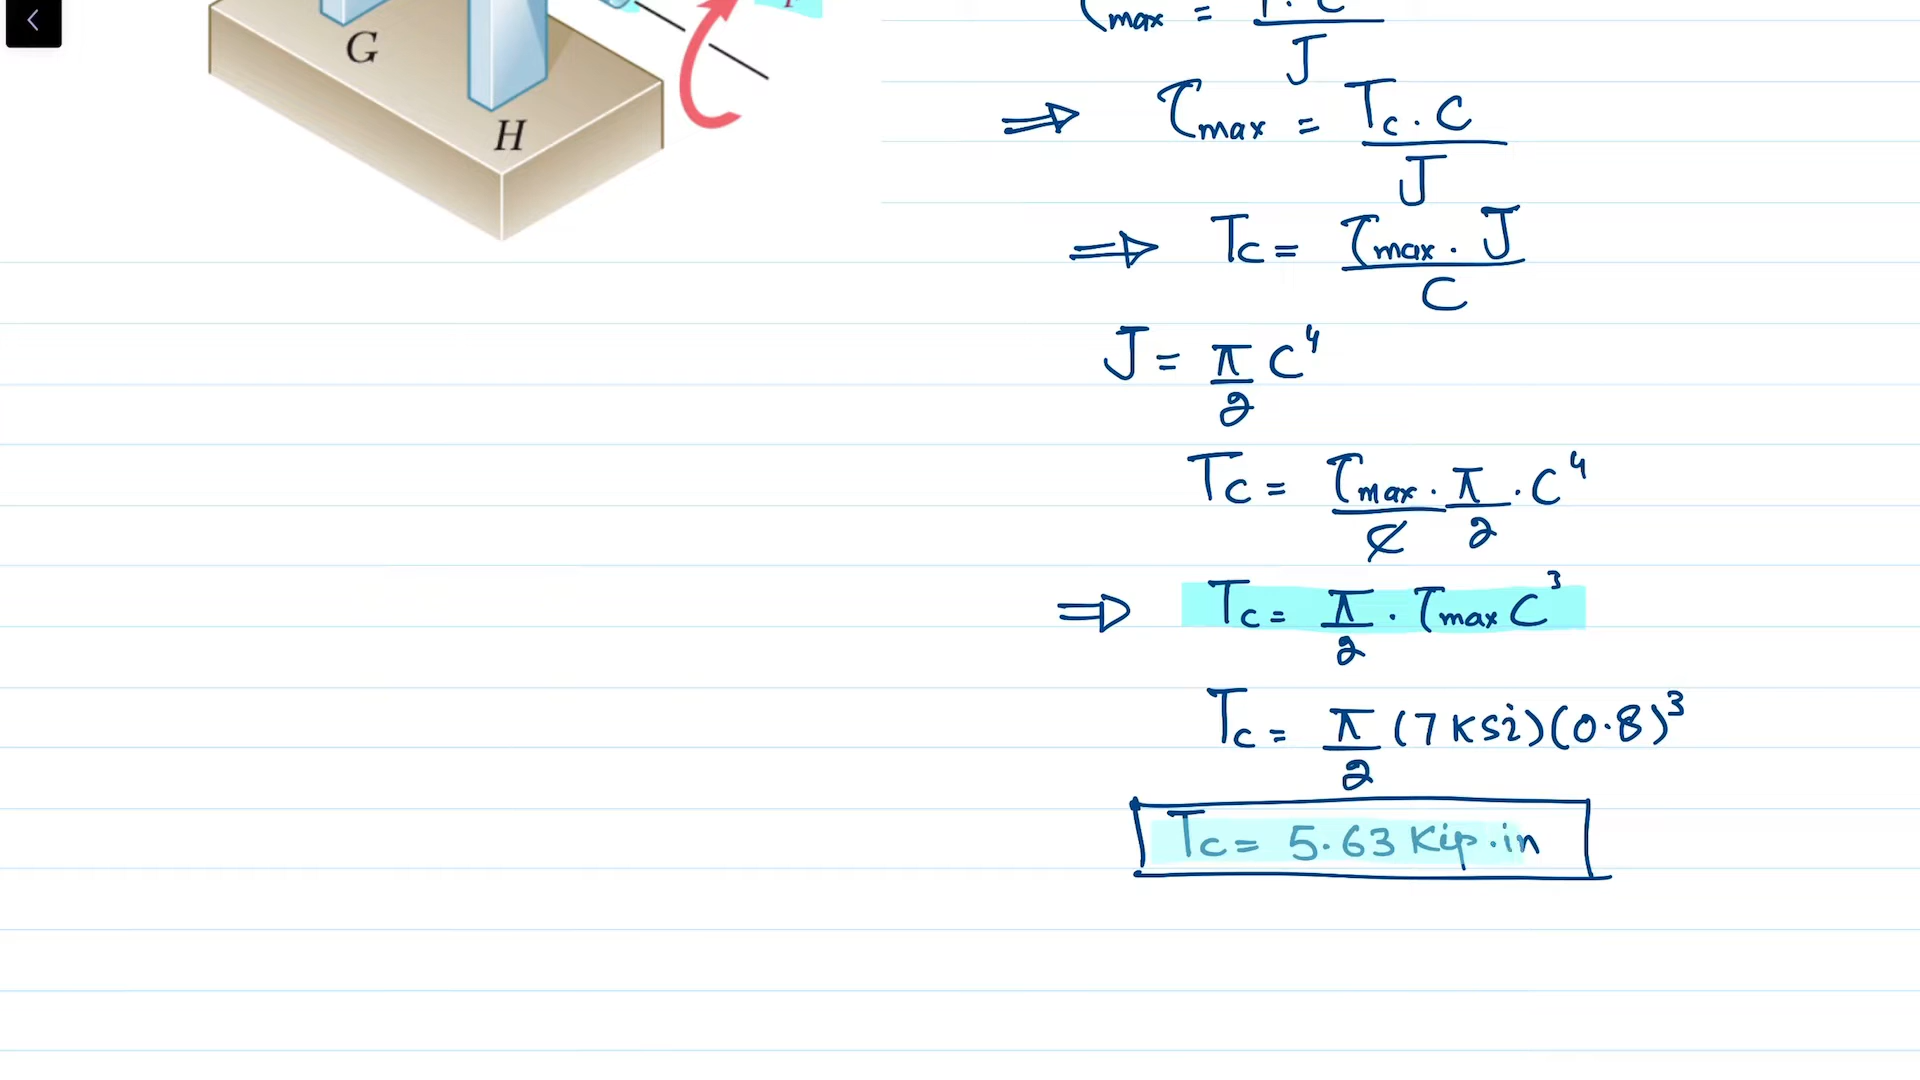 G
H
τmax = T·C / J
⇒ τmax = Tc·C / J
⇒ Tc = τmax·J / C
J = π/2 C⁴
Tc = τmax/C · π/2 · C⁴
⇒ Tc = π/2 · τmax C³
Tc = π/2 (7 Ksi)(0.8)³
Tc = 5.63 Kip.in